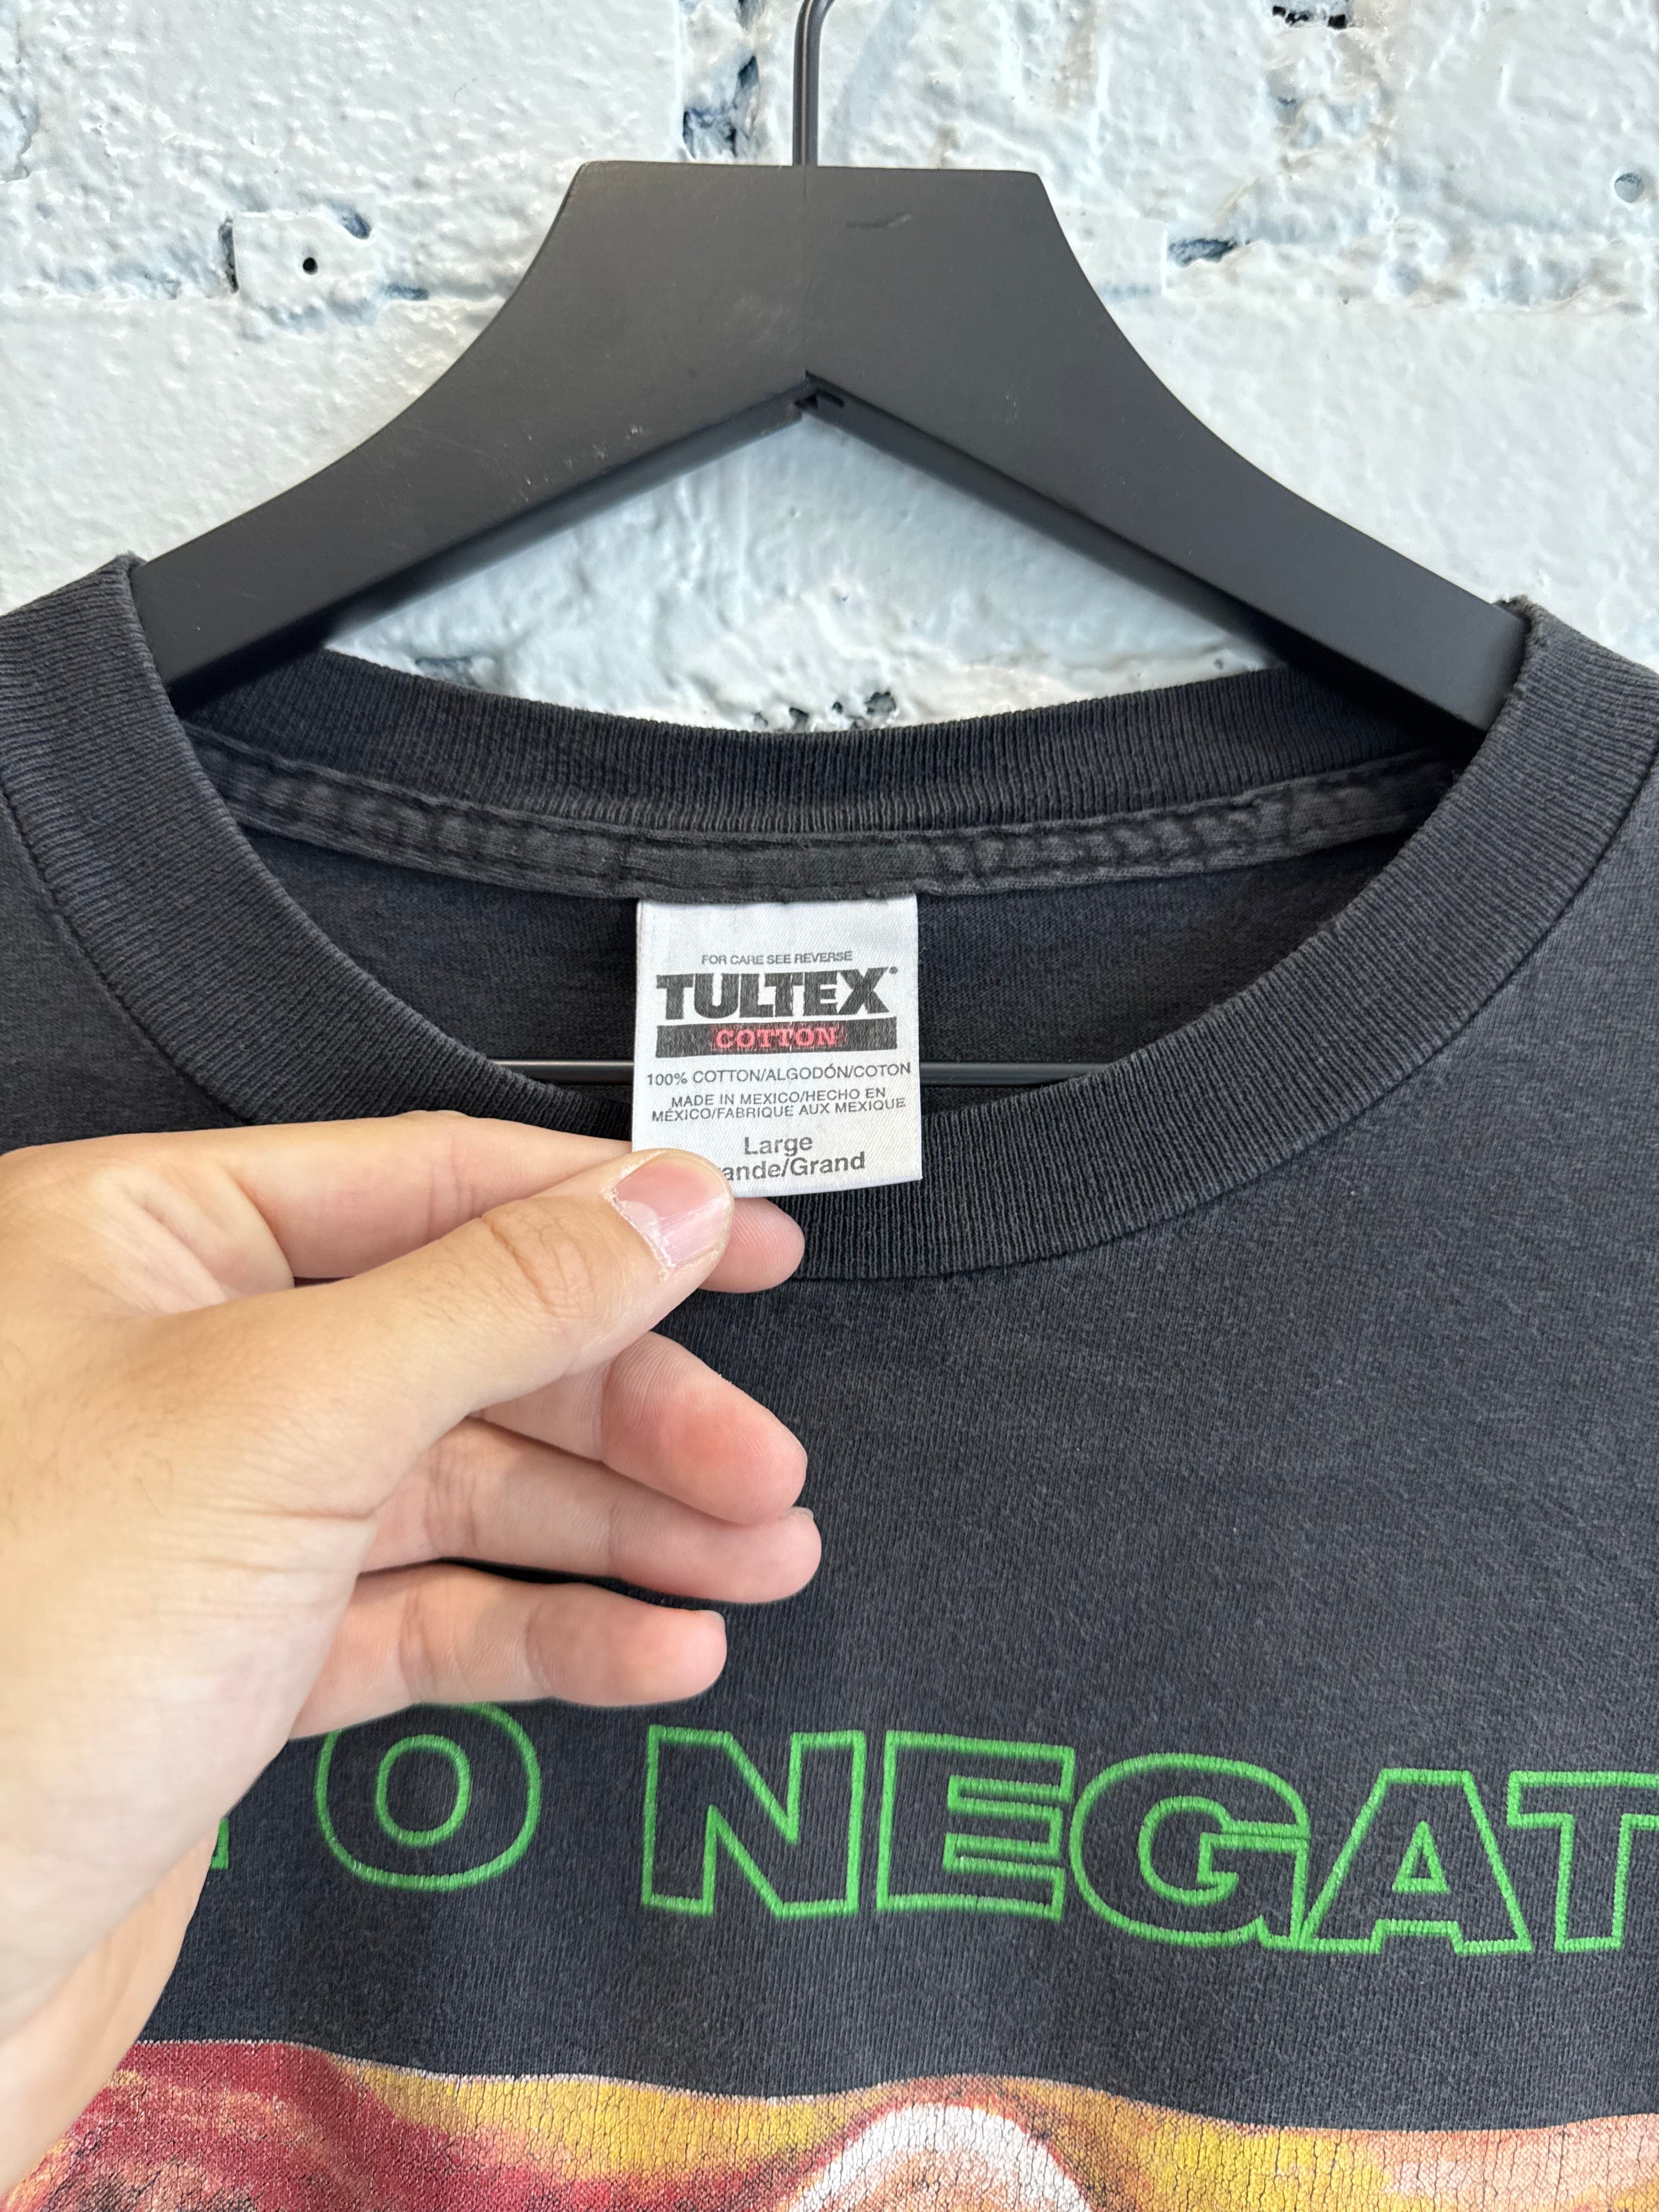 FOR CARE SEE REVERSE
TULTEX®
COTTON
100% COTTON/ALGODÓN/COTON
MADE IN MEXICO/HECHO EN
MÉXICO/FABRIQUE AUX MEXIQUE
Large
ande/Grand
O NEGAT